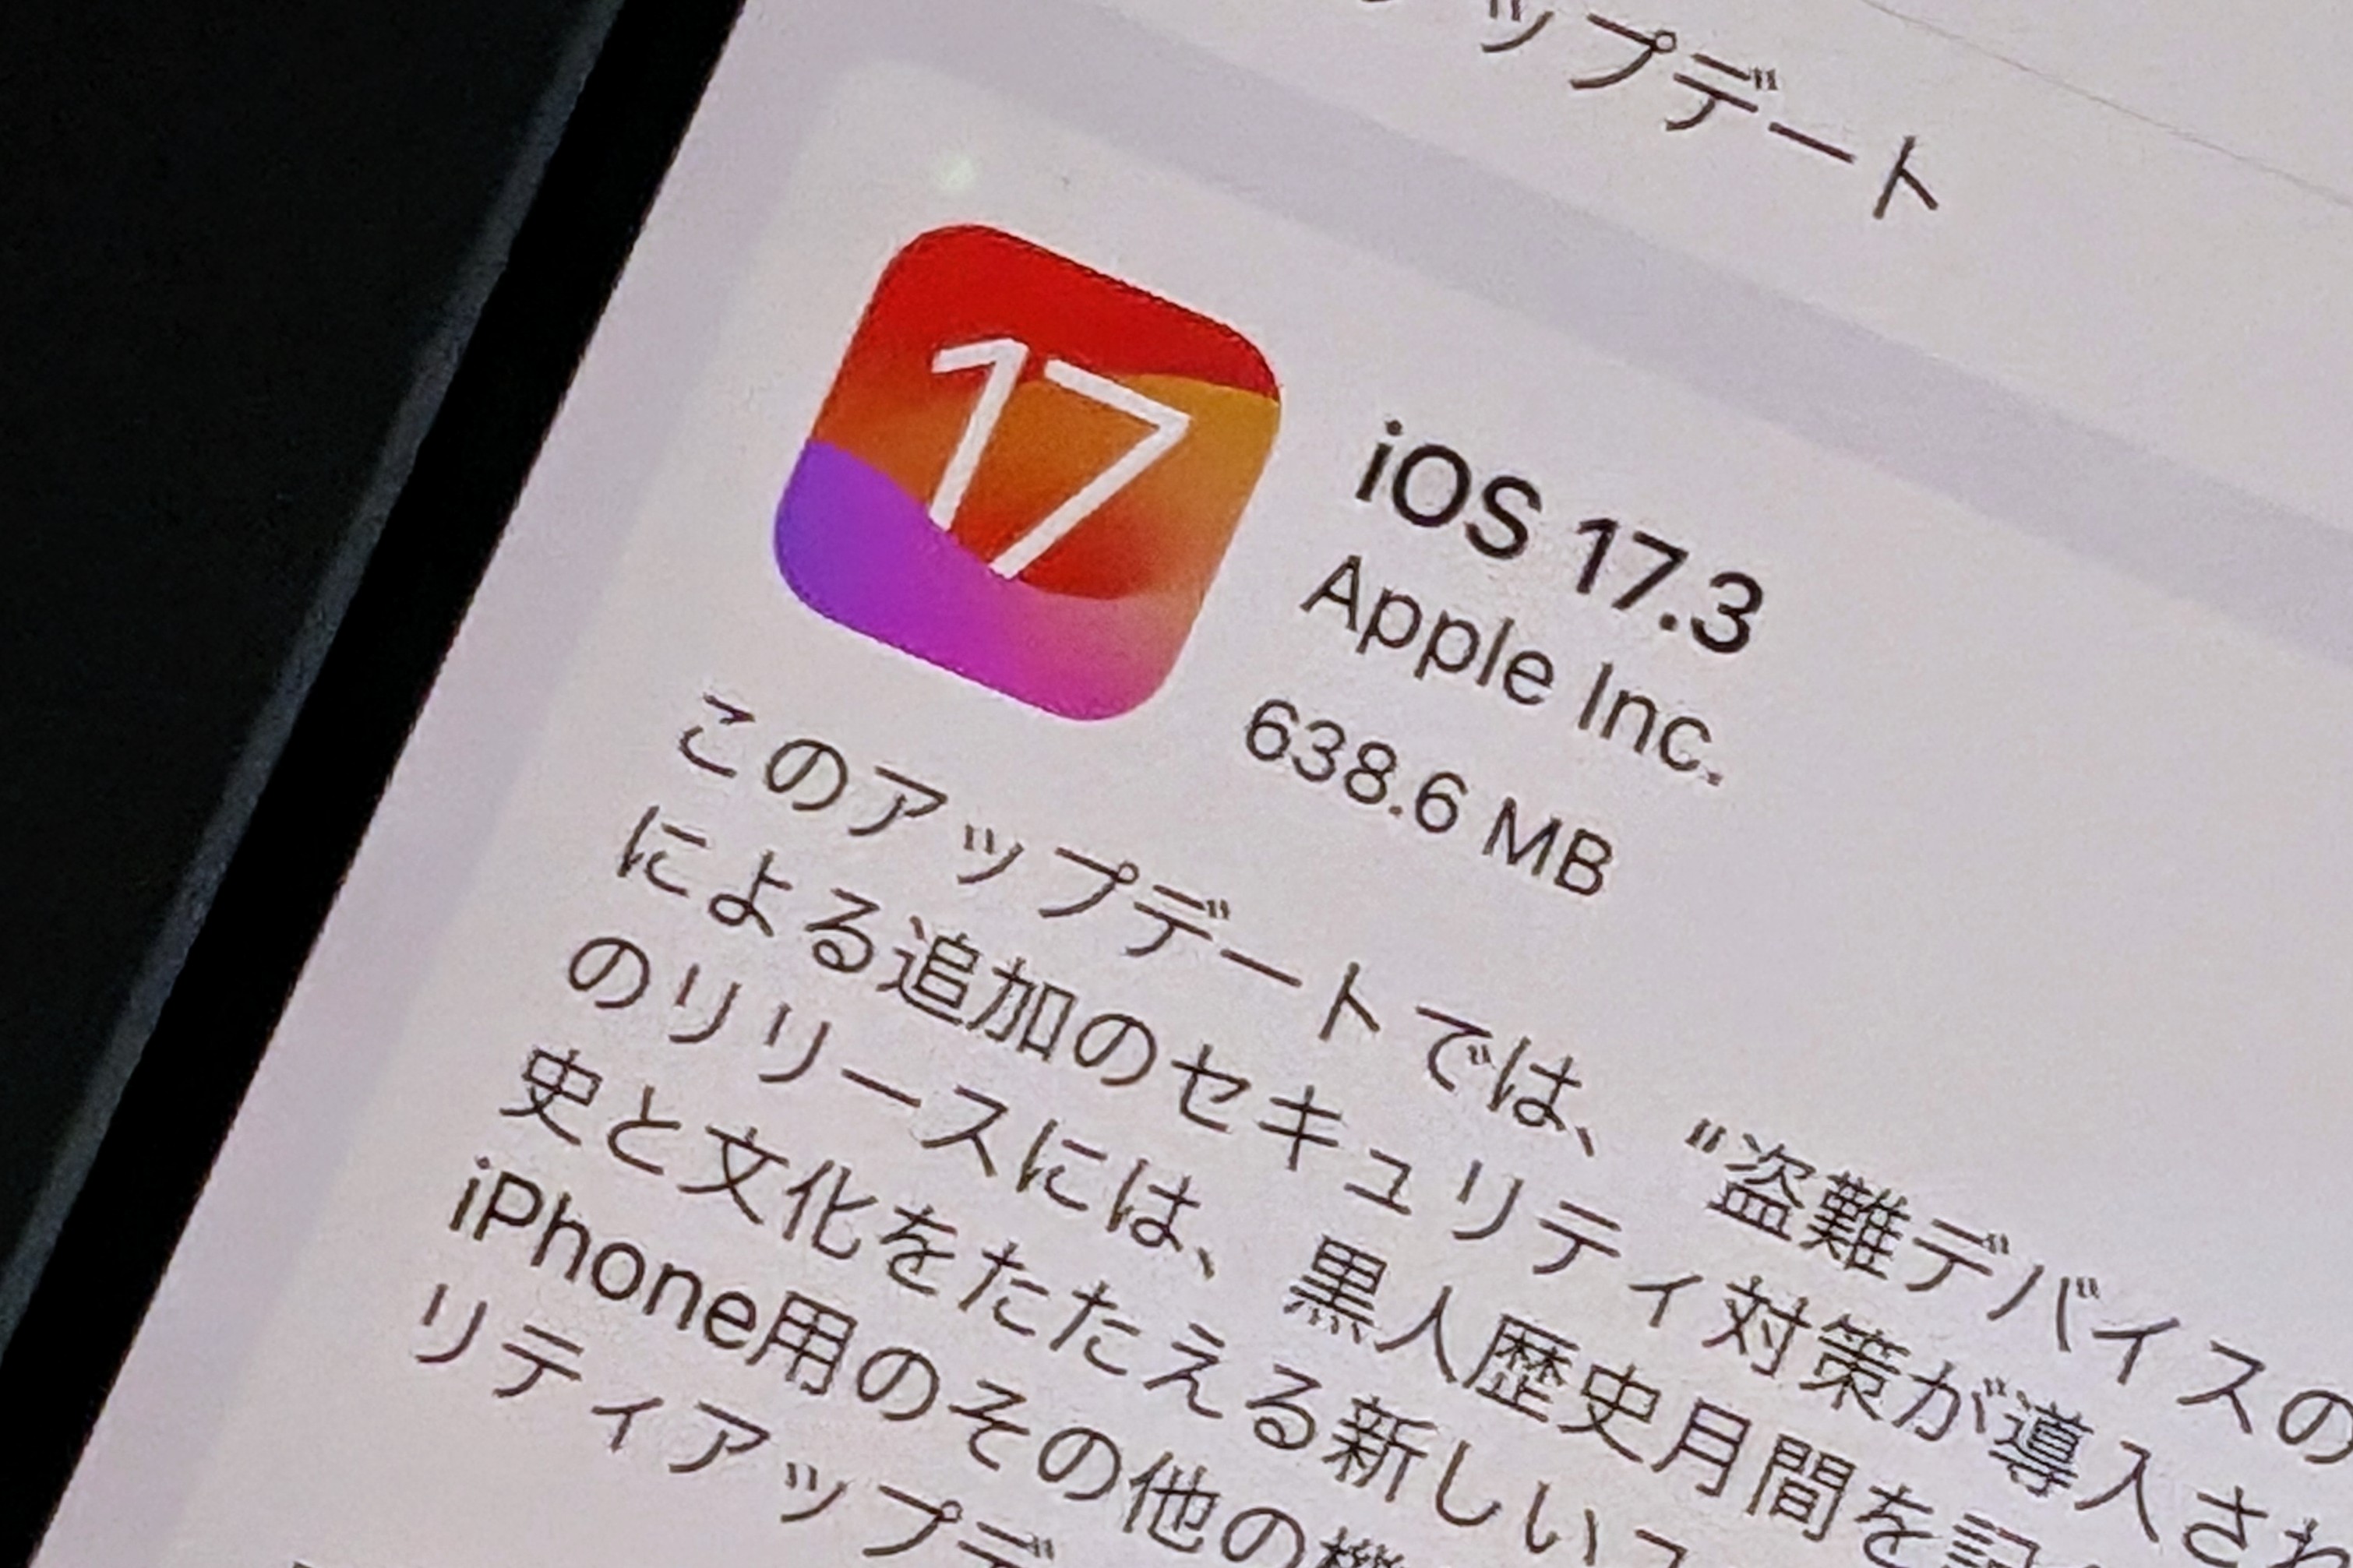 ップデート
17
iOS 17.3
Apple Inc.
638.6 MB
このアップデートでは、"盗難デバイスの
による追加のセキュリティ対策が導入され
のリリースには、黒人歴史月間を記
史と文化をたたえる新しい
iPhone用のその他の機
リティアップデ